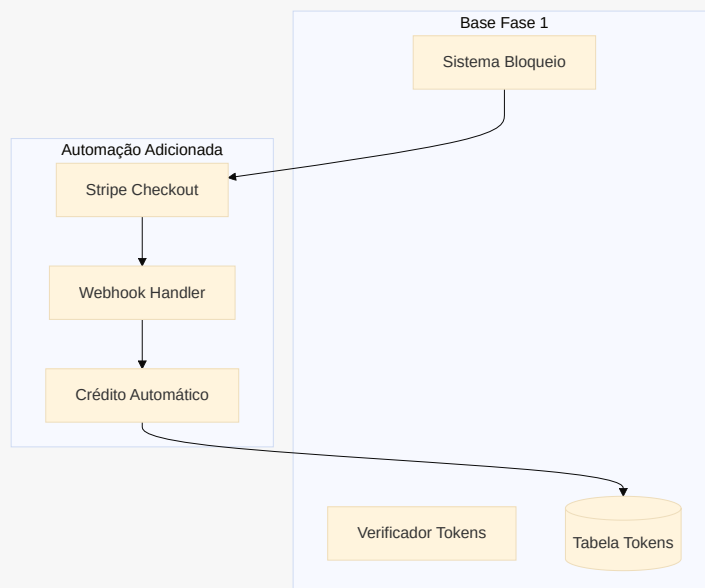 Base Fase 1
Sistema Bloqueio
Automação Adicionada
Stripe Checkout
Webhook Handler
Crédito Automático
Verificador Tokens
Tabela Tokens